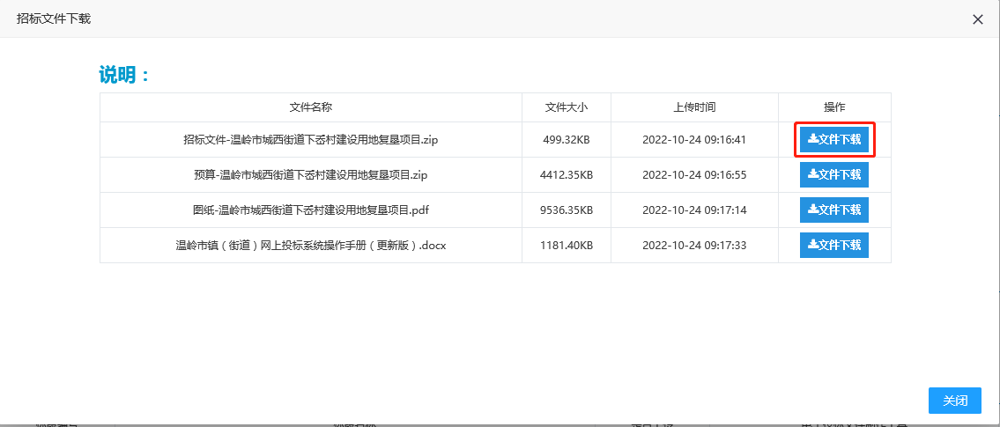 招标文件下载
说明：
文件名称 文件大小 上传时间 操作
招标文件-温岭市城西街道下岙村建设用地复垦项目.zip 499.32KB 2022-10-24 09:16:41 文件下载
预算-温岭市城西街道下岙村建设用地复垦项目.zip 4412.35KB 2022-10-24 09:16:55 文件下载
图纸-温岭市城西街道下岙村建设用地复垦项目.pdf 9536.35KB 2022-10-24 09:17:14 文件下载
温岭市镇（街道）网上投标系统操作手册（更新版）.docx 1181.40KB 2022-10-24 09:17:33 文件下载
关闭